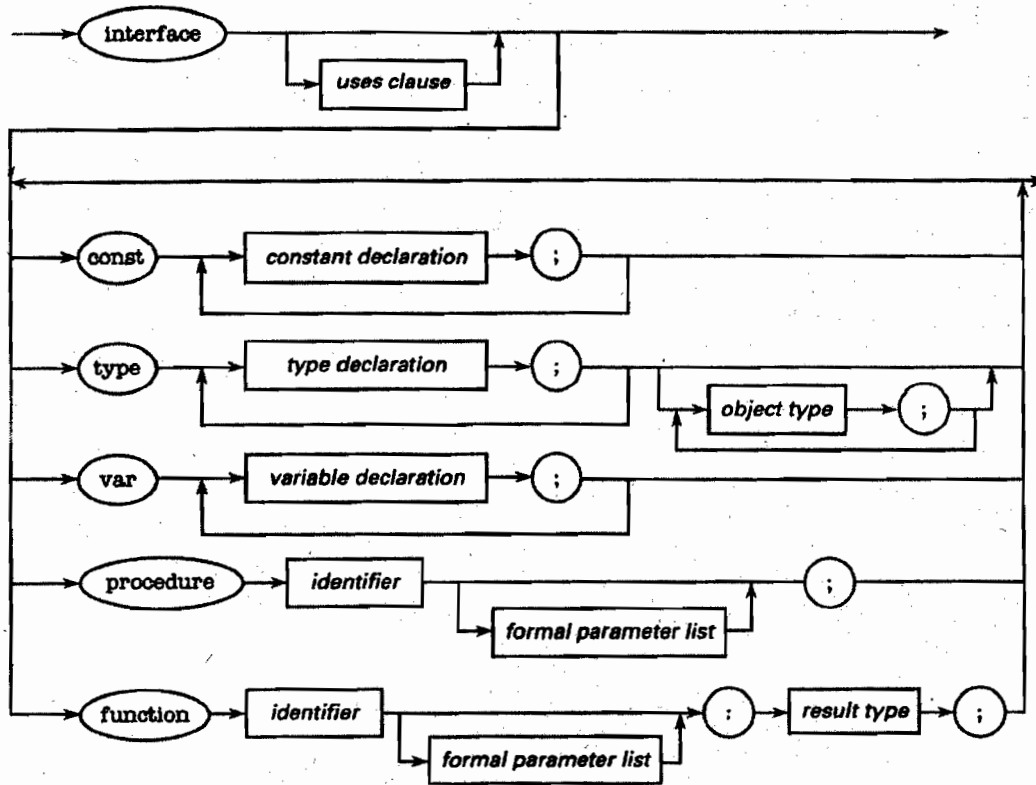 interface
uses clause
const constant declaration ;
type type declaration ;
object type ;
var variable declaration ;
procedure identifier ;
formal parameter list
function identifier : result type ;
formal parameter list